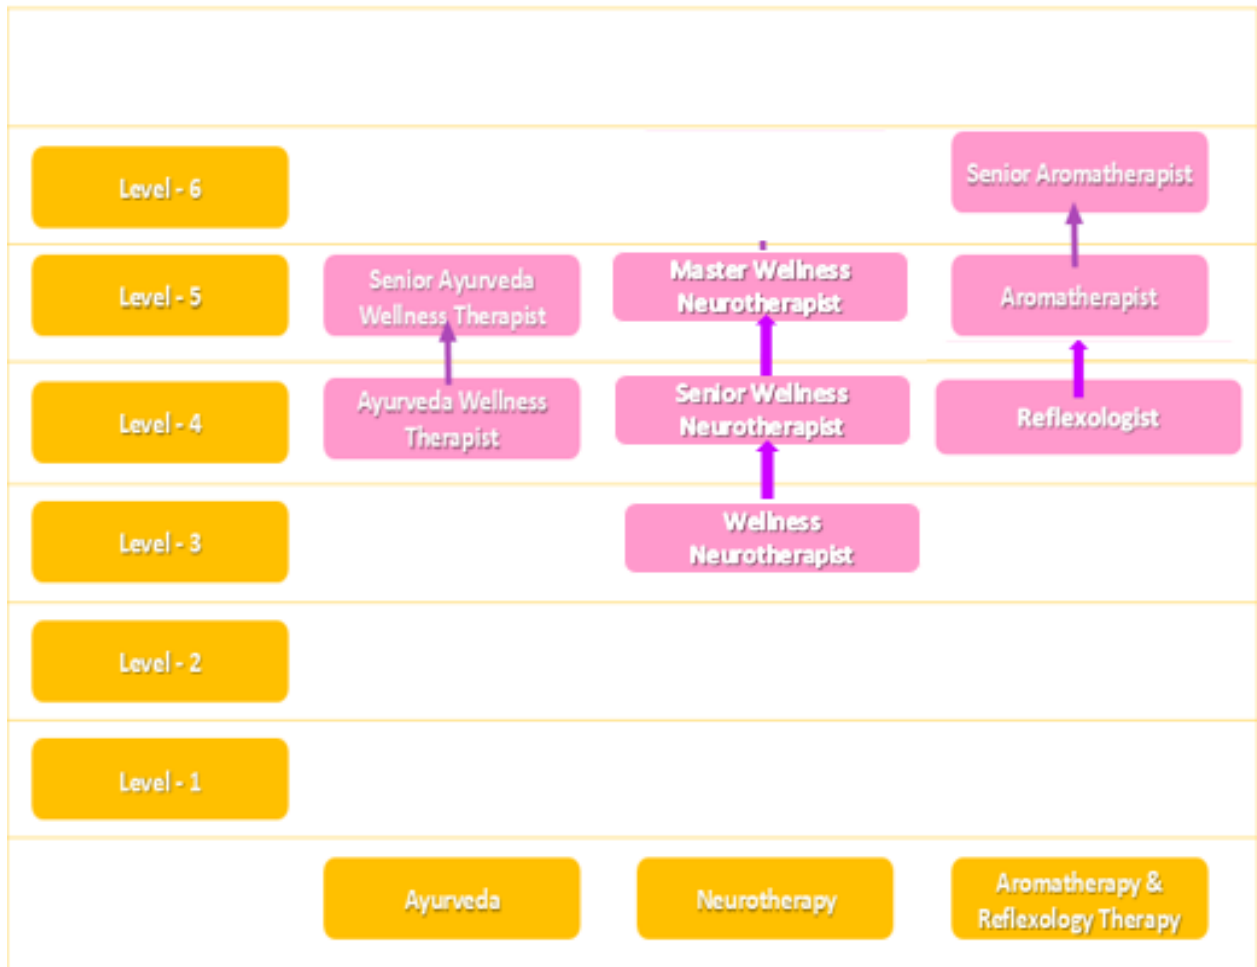 Level - 6
Senior Aromatherapist
Level - 5
Senior Ayurveda
Wellness Therapist
Master Wellness
Neurotherapist
Aromatherapist
Level - 4
Ayurveda Wellness
Therapist
Senior Wellness
Neurotherapist
Reflexologist
Level - 3
Wellness
Neurotherapist
Level - 2
Level - 1
Ayurveda
Neurotherapy
Aromatherapy &
Reflexology Therapy